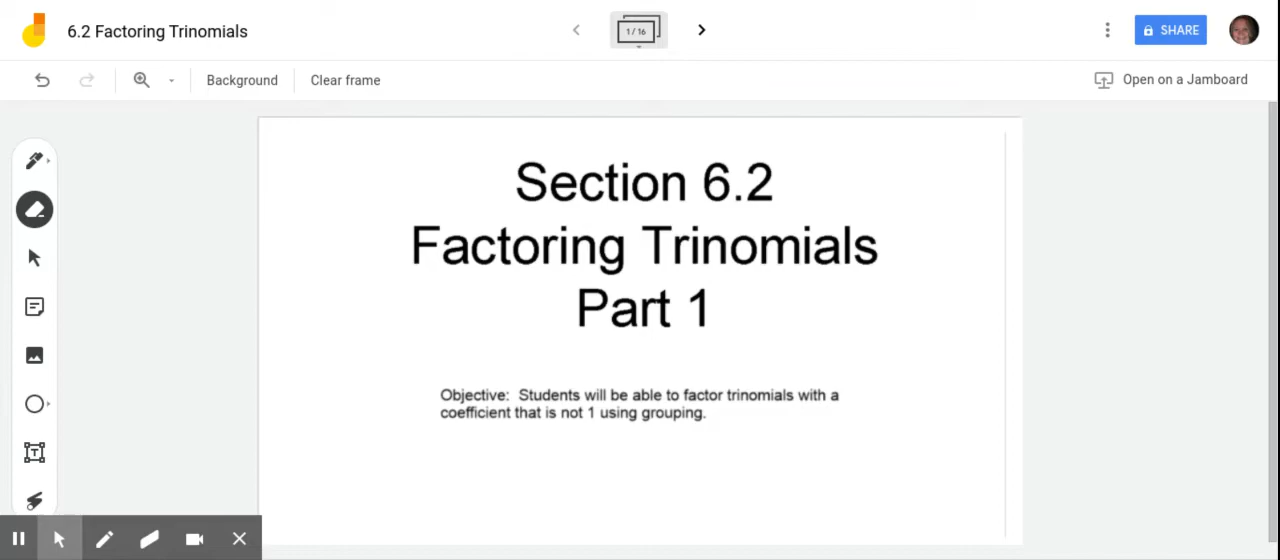 6.2 Factoring Trinomials
1 / 16
SHARE
Background
Clear frame
Open on a Jamboard
Section 6.2
Factoring Trinomials
Part 1
Objective: Students will be able to factor trinomials with a
coefficient that is not 1 using grouping.